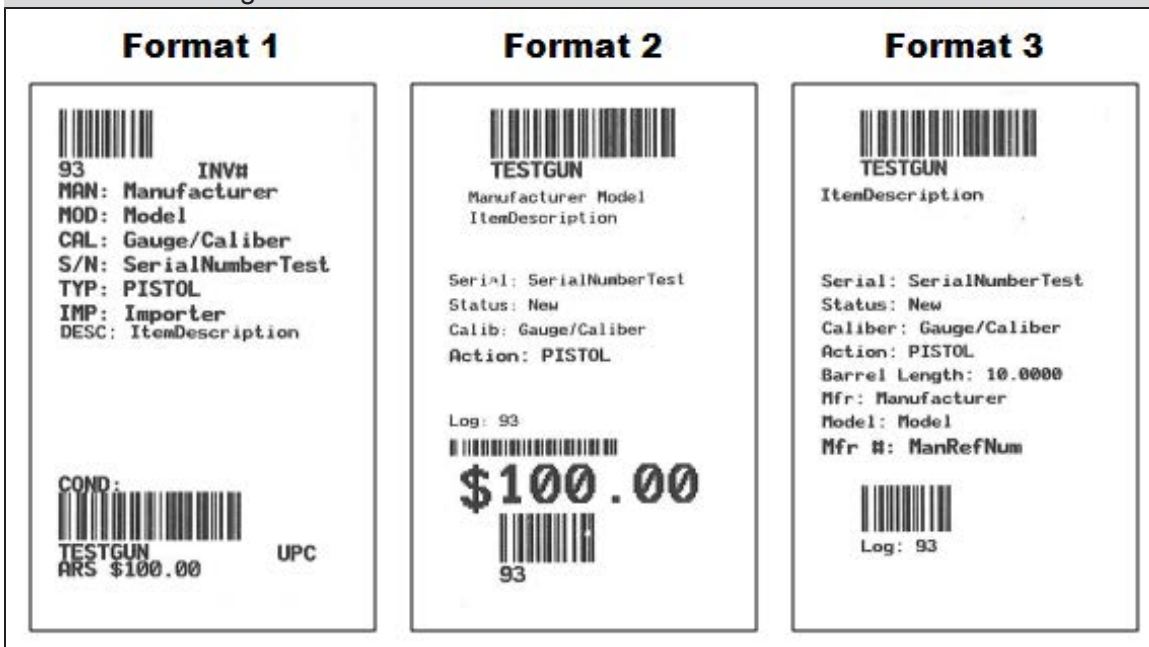 Format 1
93 INV#
MAN: Manufacturer
MOD: Model
CAL: Gauge/Caliber
S/N: SerialNumberTest
TYP: PISTOL
IMP: Importer
DESC: ItemDescription
COND:
TESTGUN UPC
ARS $100.00
Format 2
TESTGUN
Manufacturer Model
ItemDescription
Serial: SerialNumberTest
Status: New
Calib: Gauge/Caliber
Action: PISTOL
Log: 93
$100.00
93
Format 3
TESTGUN
ItemDescription
Serial: SerialNumberTest
Status: New
Caliber: Gauge/Caliber
Action: PISTOL
Barrel Length: 10.0000
Mfr: Manufacturer
Model: Model
Mfr #: ManRefNum
Log: 93